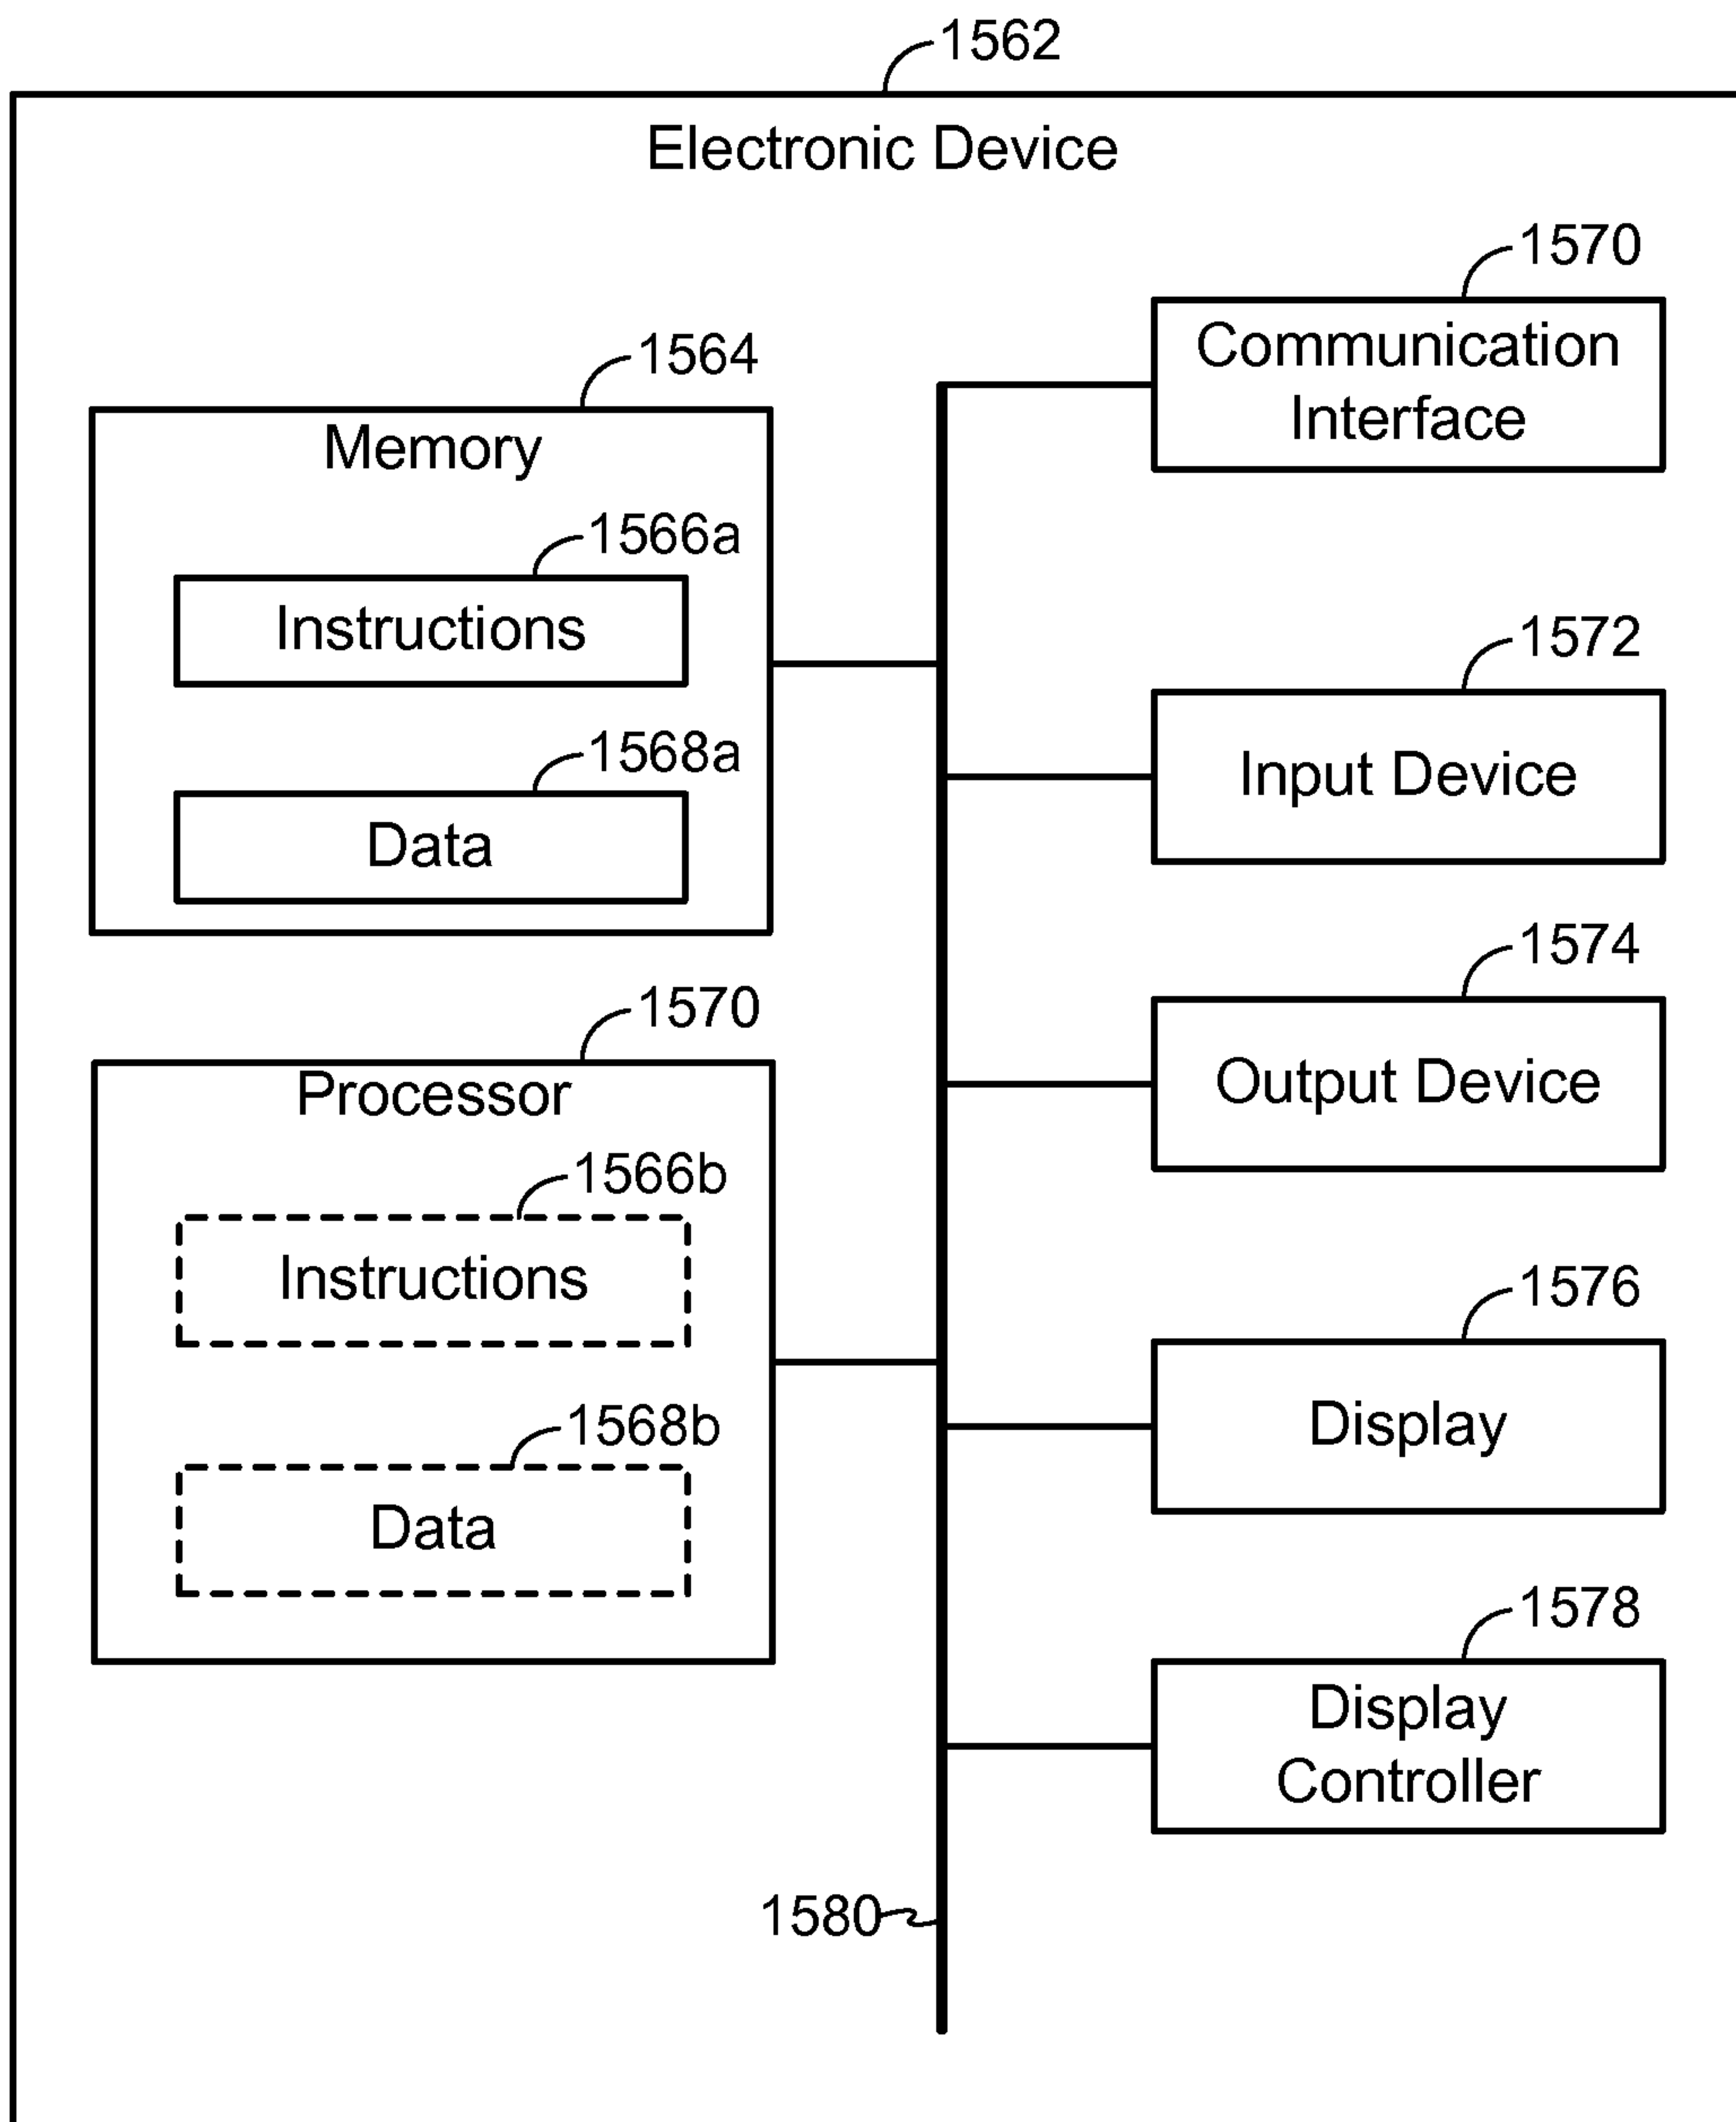 1562
Electronic Device
1564
Memory
1566a
Instructions
1568a
Data
1570
Processor
1566b
Instructions
1568b
Data
1570
Communication
Interface
1572
Input Device
1574
Output Device
1576
Display
1578
Display
Controller
1580